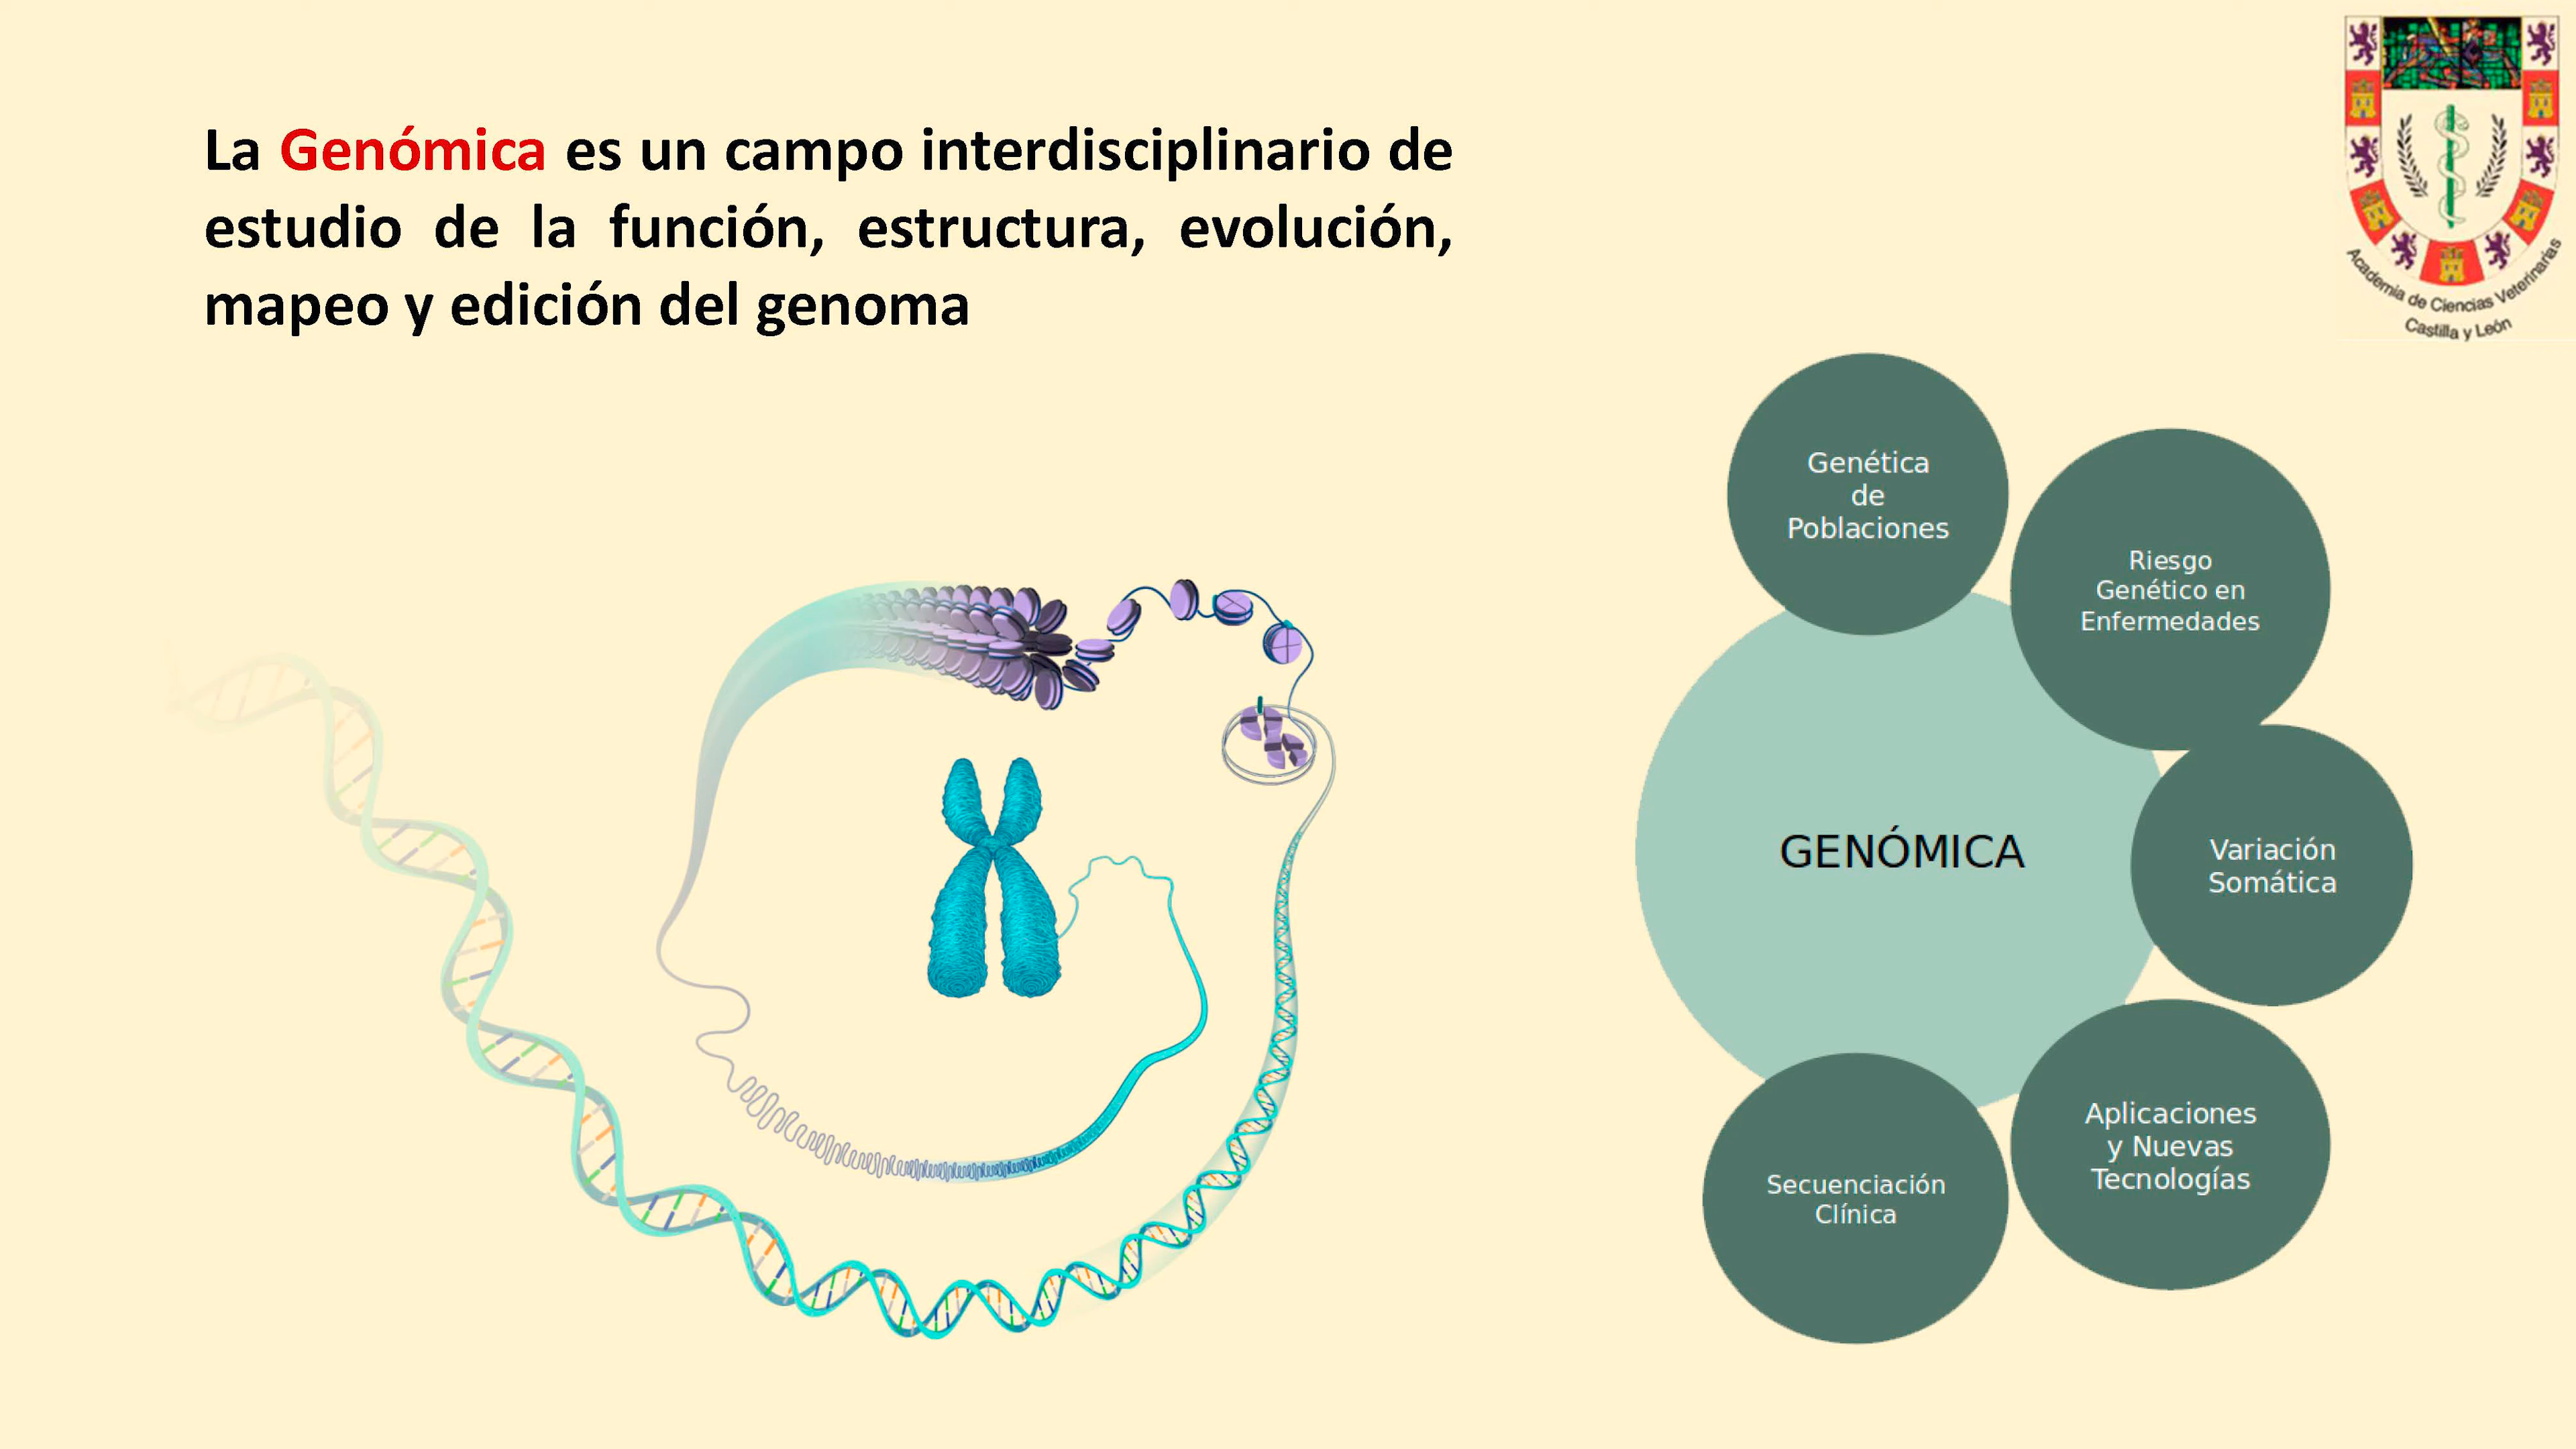 La Genómica es un campo interdisciplinario de
estudio de la función, estructura, evolución,
mapeo y edición del genoma
Academia de Ciencias Veterinarias
Castilla y León
Genética
de
Poblaciones
Riesgo
Genético en
Enfermedades
GENÓMICA
Variación
Somática
Aplicaciones
y Nuevas
Tecnologías
Secuenciación
Clínica